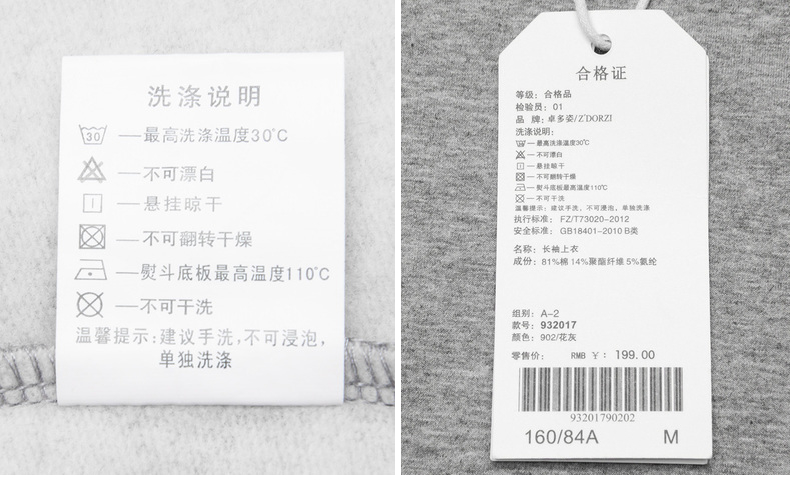 洗涤说明
30 —最高洗涤温度30℃
—不可漂白
—悬挂晾干
—不可翻转干燥
—熨斗底板最高温度110℃
—不可干洗
温馨提示:建议手洗,不可浸泡,
单独洗涤
合格证
等级: 合格品
检验员: 01
品 牌: 卓多姿/Z'DORZI
洗涤说明:
— 最高洗涤温度30℃
— 不可漂白
— 悬挂晾干
— 不可翻转干燥
— 熨斗底板最高温度110℃
— 不可干洗
温馨提示: 建议手洗, 不可浸泡, 单独洗涤
执行标准: FZ/T73020-2012
安全标准: GB18401-2010 B类
名称: 长袖上衣
成份: 81%棉 14%聚酯纤维 5%氨纶
组别: A-2
款号: 932017
颜色: 902/花灰
零售价: RMB ￥: 199.00
93201790202
160/84A M